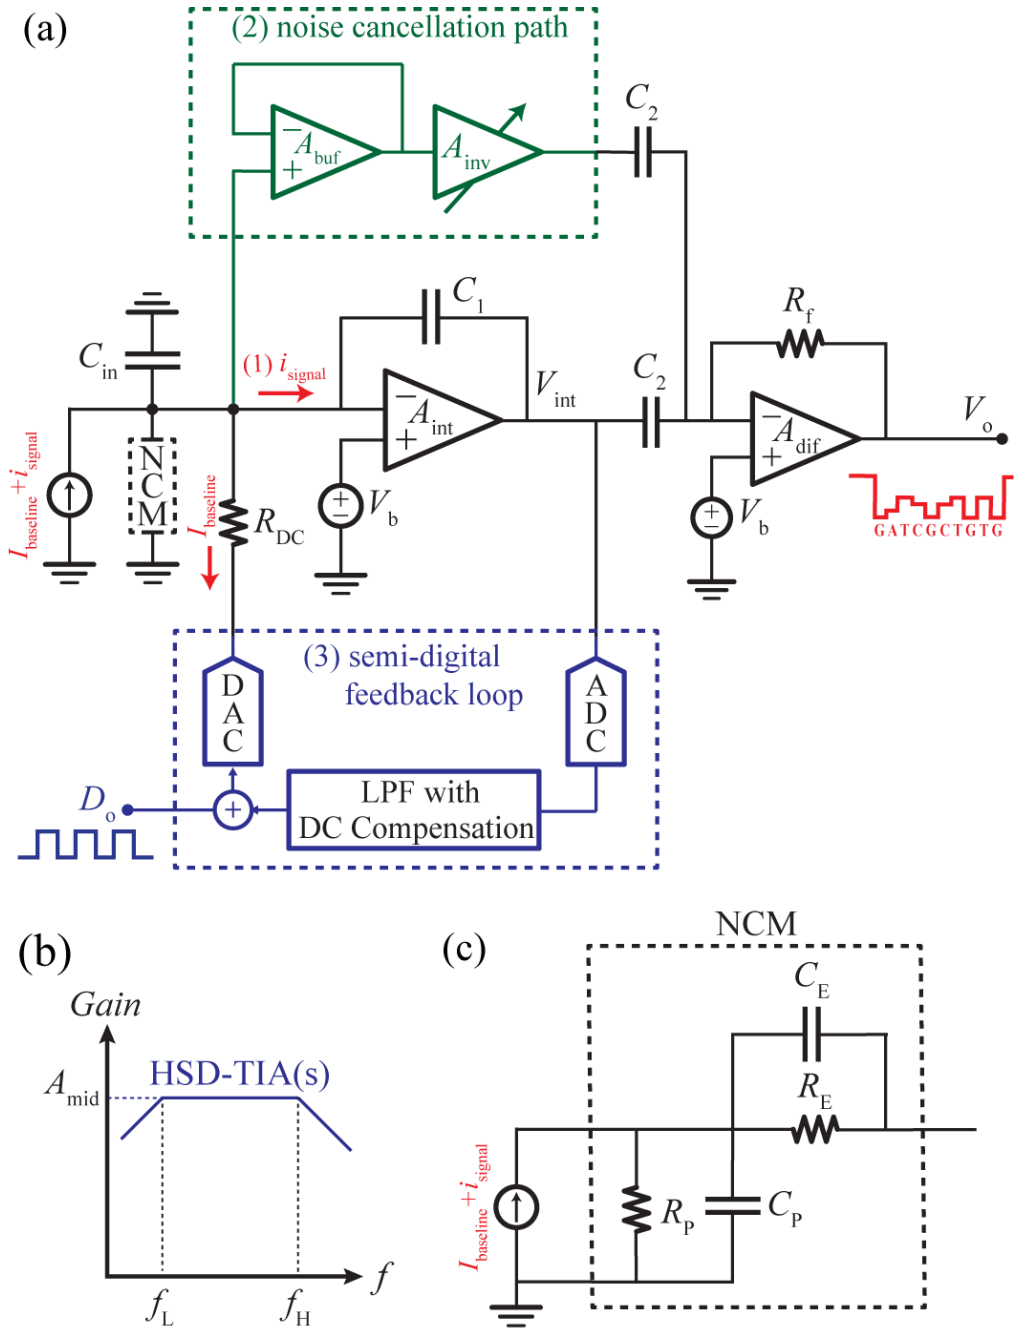 (a)
(2) noise cancellation path
−
A_buf
+
A_inv
C_2
C_in
(1) i_signal
C_1
−
A_int
+
V_int
C_2
R_f
−
A_dif
+
V_o
I_baseline+i_signal
NCM
I_baseline
R_DC
+
−
V_b
+
−
V_b
GATCGCTGTG
(3) semi-digital
feedback loop
DAC
ADC
D_o
+
LPF with
DC Compensation
(b)
Gain
A_mid
HSD-TIA(s)
f_L
f_H
f
(c)
NCM
C_E
R_E
I_baseline+i_signal
R_P
C_P